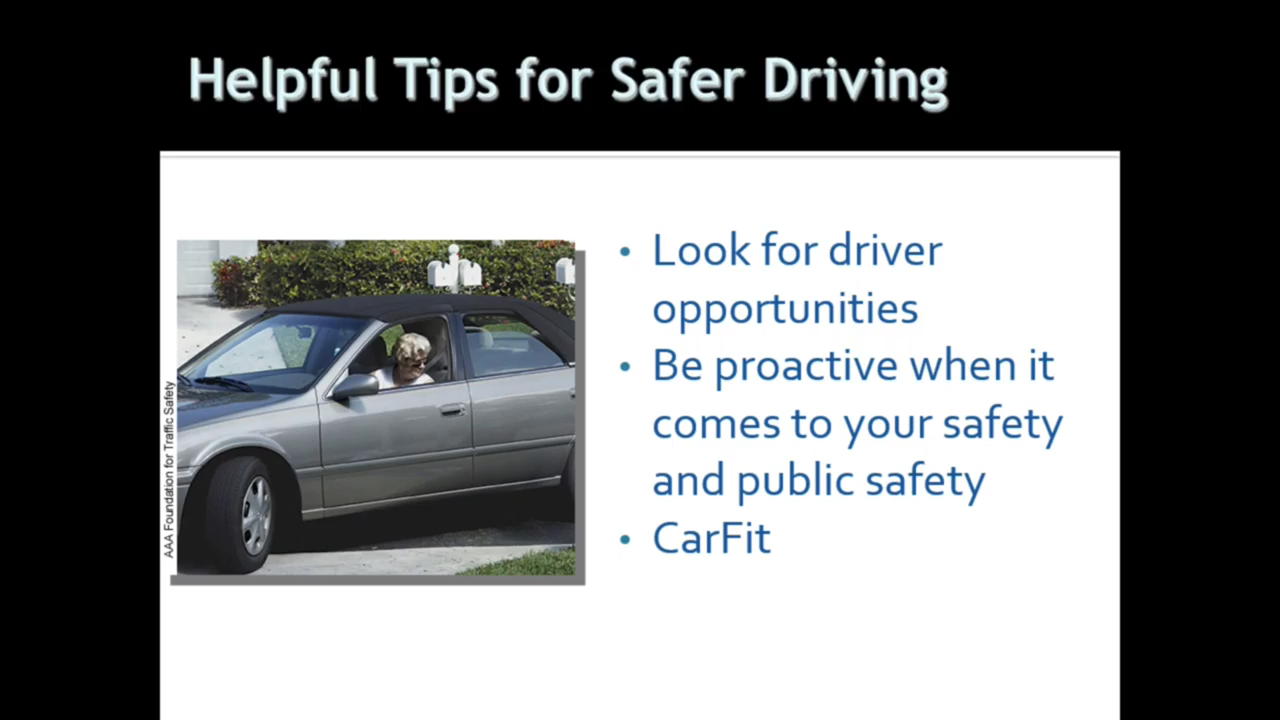 Helpful Tips for Safer Driving
AAA Foundation for Traffic Safety
• Look for driver
opportunities
• Be proactive when it
comes to your safety
and public safety
• CarFit